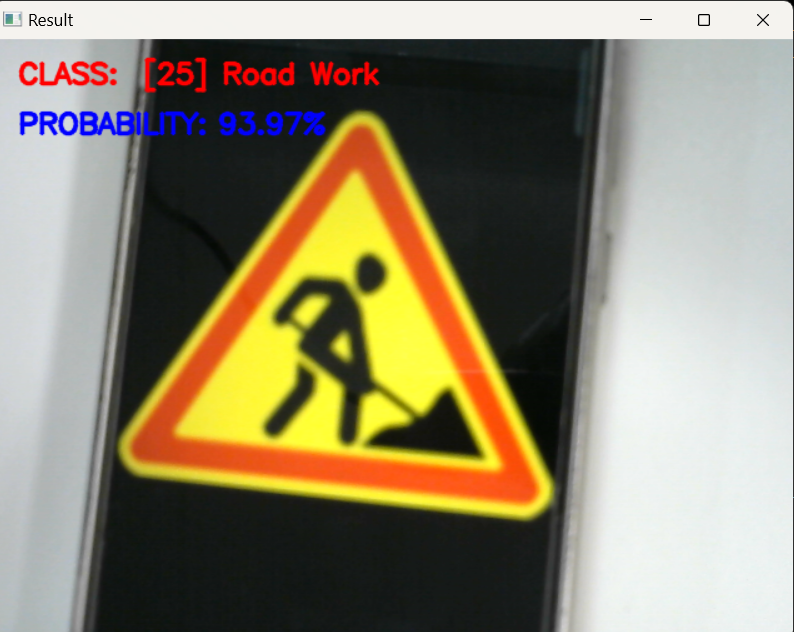 Result
CLASS: [25] Road Work
PROBABILITY: 93.97%